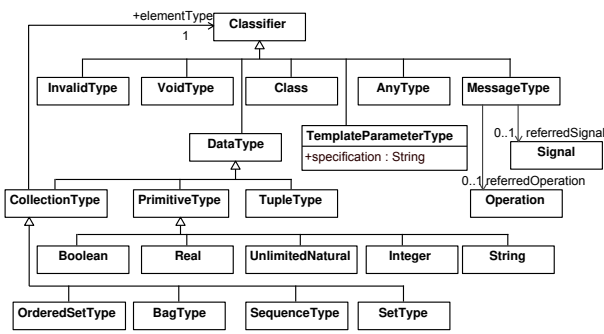 +elementType
Classifier
1
InvalidType
VoidType
Class
AnyType
MessageType
DataType
TemplateParameterType
+specification : String
0..1 referredSignal
Signal
0..1 referredOperation
CollectionType
PrimitiveType
TupleType
Operation
Boolean
Real
UnlimitedNatural
Integer
String
OrderedSetType
BagType
SequenceType
SetType